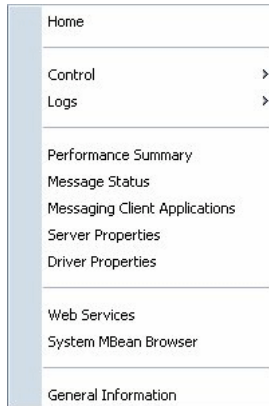 Home
Control
Logs
Performance Summary
Message Status
Messaging Client Applications
Server Properties
Driver Properties
Web Services
System MBean Browser
General Information